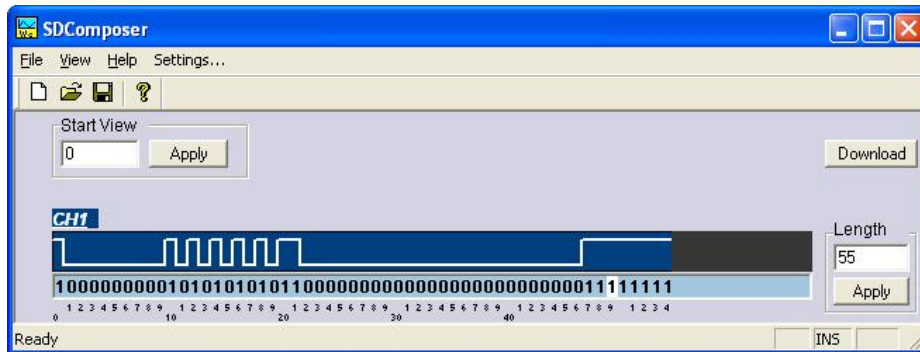 SDComposer
File View Help Settings...
Start View
0 Apply
Download
CH1
Length
55
1000000000101010101011000000000000000000000000011111111
Apply
1 2 3 4 5 6 7 8 9 1 2 3 4 5 6 7 8 9 1 2 3 4 5 6 7 8 9 1 2 3 4 5 6 7 8 9 1 2 3 4 5 6 7 8 9 1 2 3 4
0 10 20 30 40
Ready INS